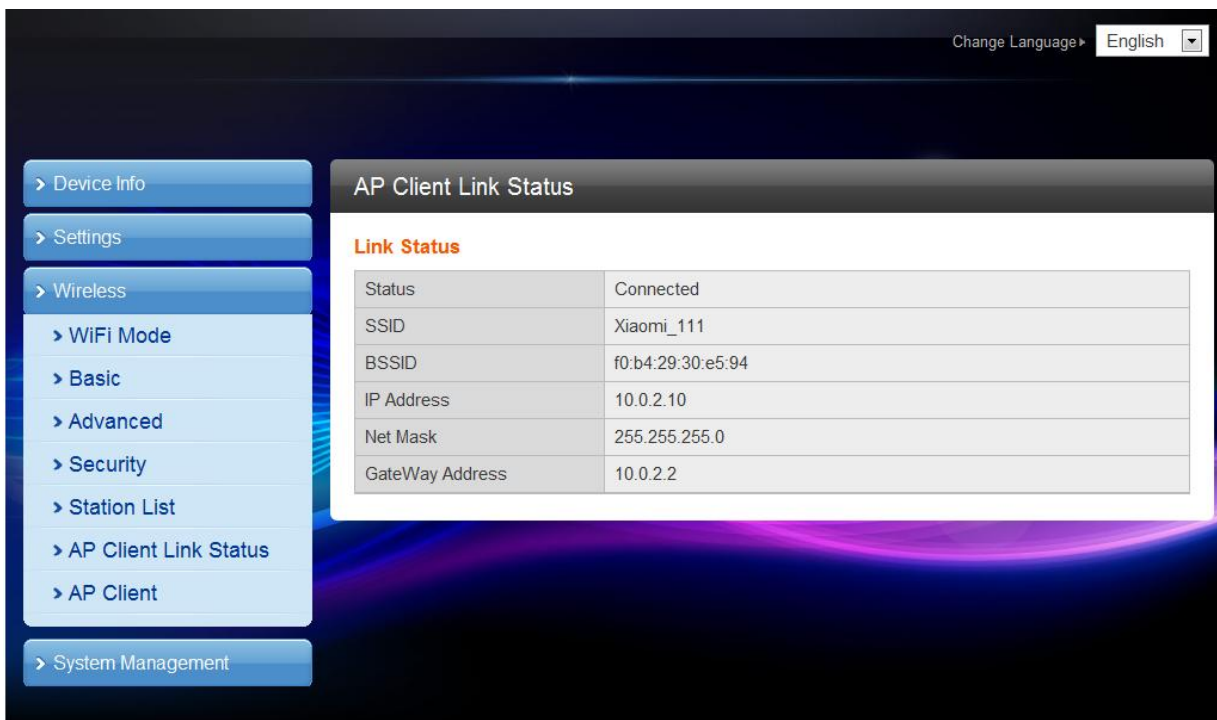 Change Language
English
Device Info
Settings
Wireless
WiFi Mode
Basic
Advanced
Security
Station List
AP Client Link Status
AP Client
System Management
AP Client Link Status
Link Status
Status Connected
SSID Xiaomi_111
BSSID f0:b4:29:30:e5:94
IP Address 10.0.2.10
Net Mask 255.255.255.0
GateWay Address 10.0.2.2